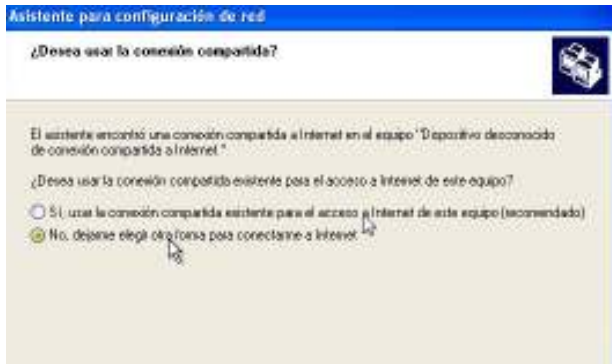 Asistente para configuración de red
¿Desea usar la conexión compartida?
El asistente encontró una conexión compartida a Internet en el equipo "Dispositivo desconocido
de conexión compartida a Internet."
¿Desea usar la conexión compartida existente para el acceso a Internet de este equipo?
Sí, usar la conexión compartida existente para el acceso a Internet de este equipo (recomendado)
No, dejarme elegir otra forma para conectarme a Internet